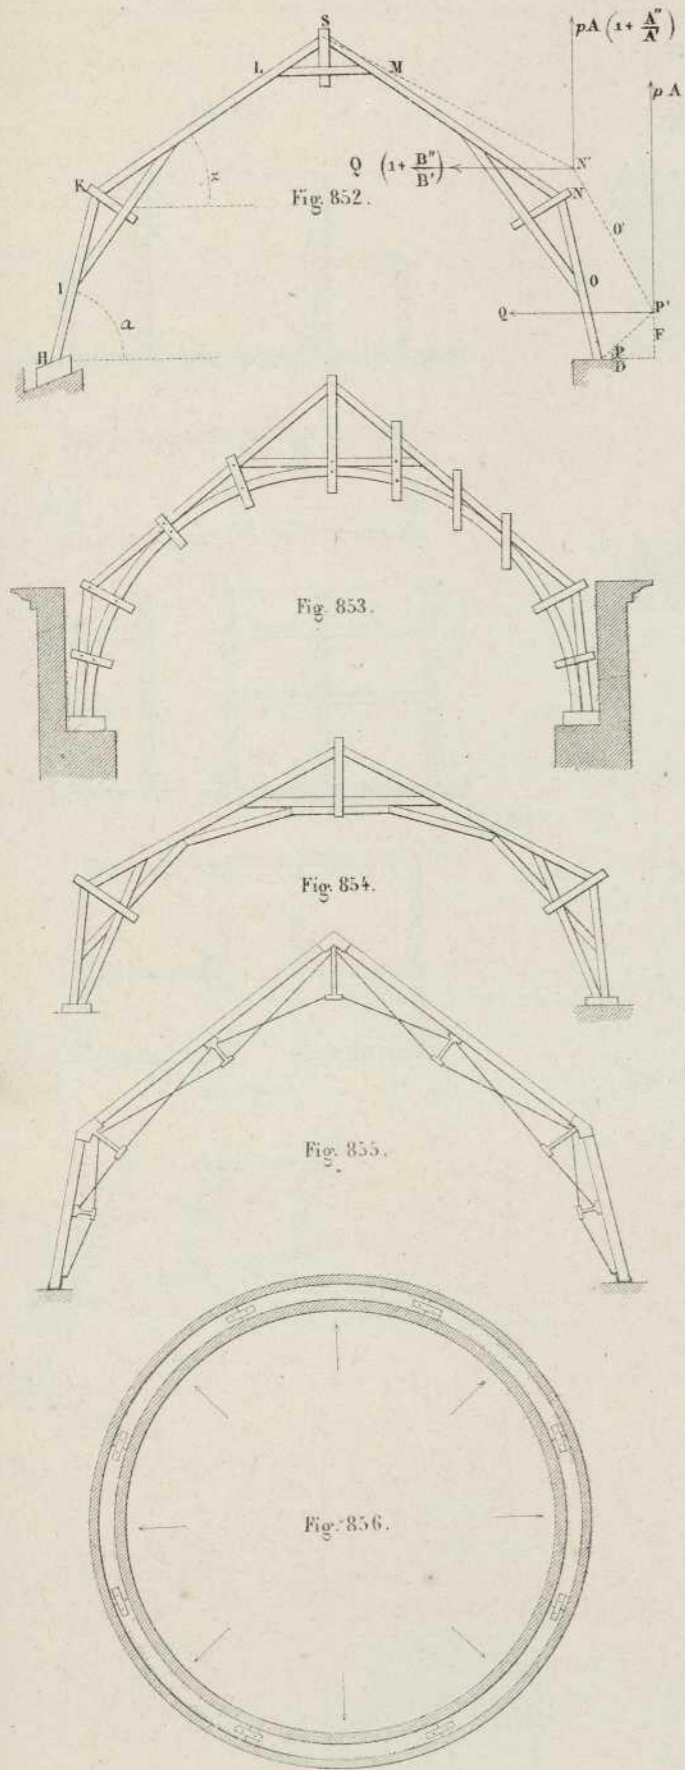 S
pA (1 + A''/A')
L
M
pA
Q (1 + B''/B')
N'
K
z
N
Fig. 852.
O'
I
O
a
Q
P'
F
H
P
D
Fig. 853.
Fig. 854.
Fig. 855.
Fig. 856.